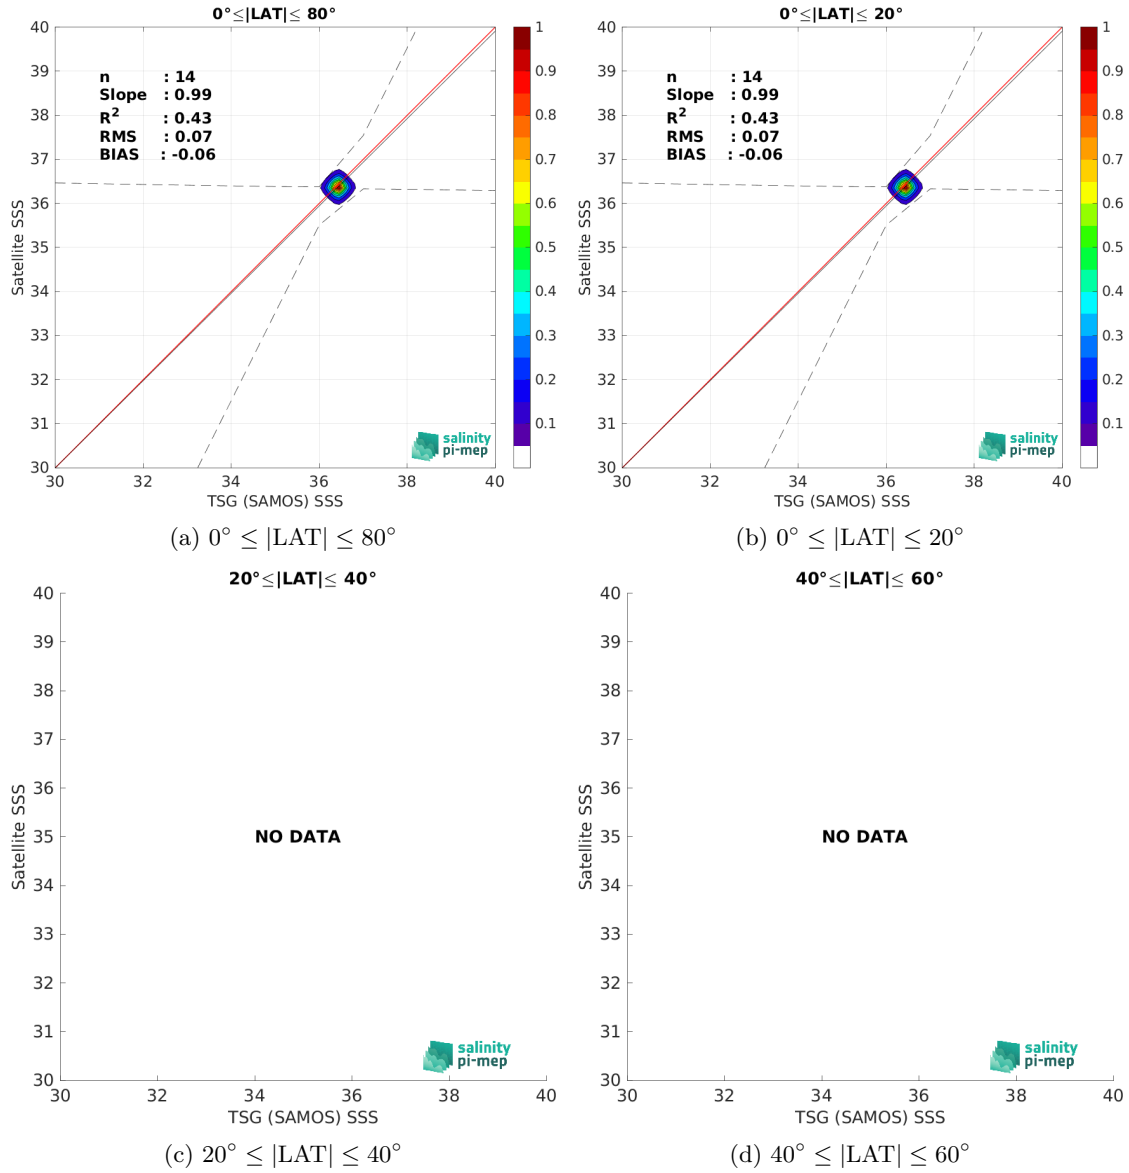 0°≤|LAT|≤ 80°
40
39
38
37
36
35
34
33
32
31
30
Satellite SSS
n : 14
Slope : 0.99
R² : 0.43
RMS : 0.07
BIAS : -0.06
salinity
pi-mep
30 32 34 36 38 40
TSG (SAMOS) SSS
1
0.9
0.8
0.7
0.6
0.5
0.4
0.3
0.2
0.1
(a) 0° ≤ |LAT| ≤ 80°
0°≤|LAT|≤ 20°
40
39
38
37
36
35
34
33
32
31
30
Satellite SSS
n : 14
Slope : 0.99
R² : 0.43
RMS : 0.07
BIAS : -0.06
salinity
pi-mep
30 32 34 36 38 40
TSG (SAMOS) SSS
1
0.9
0.8
0.7
0.6
0.5
0.4
0.3
0.2
0.1
(b) 0° ≤ |LAT| ≤ 20°
20°≤|LAT|≤ 40°
40
39
38
37
36
35
34
33
32
31
30
Satellite SSS
NO DATA
salinity
pi-mep
30 32 34 36 38 40
TSG (SAMOS) SSS
(c) 20° ≤ |LAT| ≤ 40°
40°≤|LAT|≤ 60°
40
39
38
37
36
35
34
33
32
31
30
Satellite SSS
NO DATA
salinity
pi-mep
30 32 34 36 38 40
TSG (SAMOS) SSS
(d) 40° ≤ |LAT| ≤ 60°